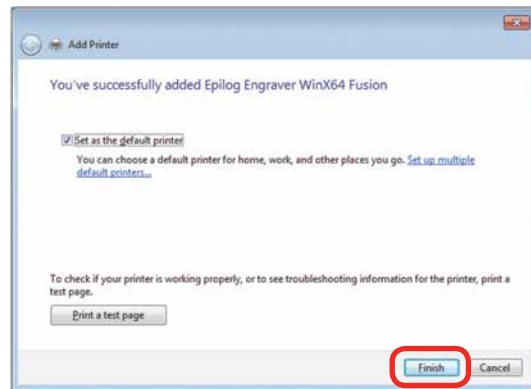 Add Printer
You've successfully added Epilog Engraver WinX64 Fusion
Set as the default printer
You can choose a default printer for home, work, and other places you go. Set up multiple
default printers...
To check if your printer is working properly, or to see troubleshooting information for the printer, print a
test page.
Print a test page
Finish
Cancel